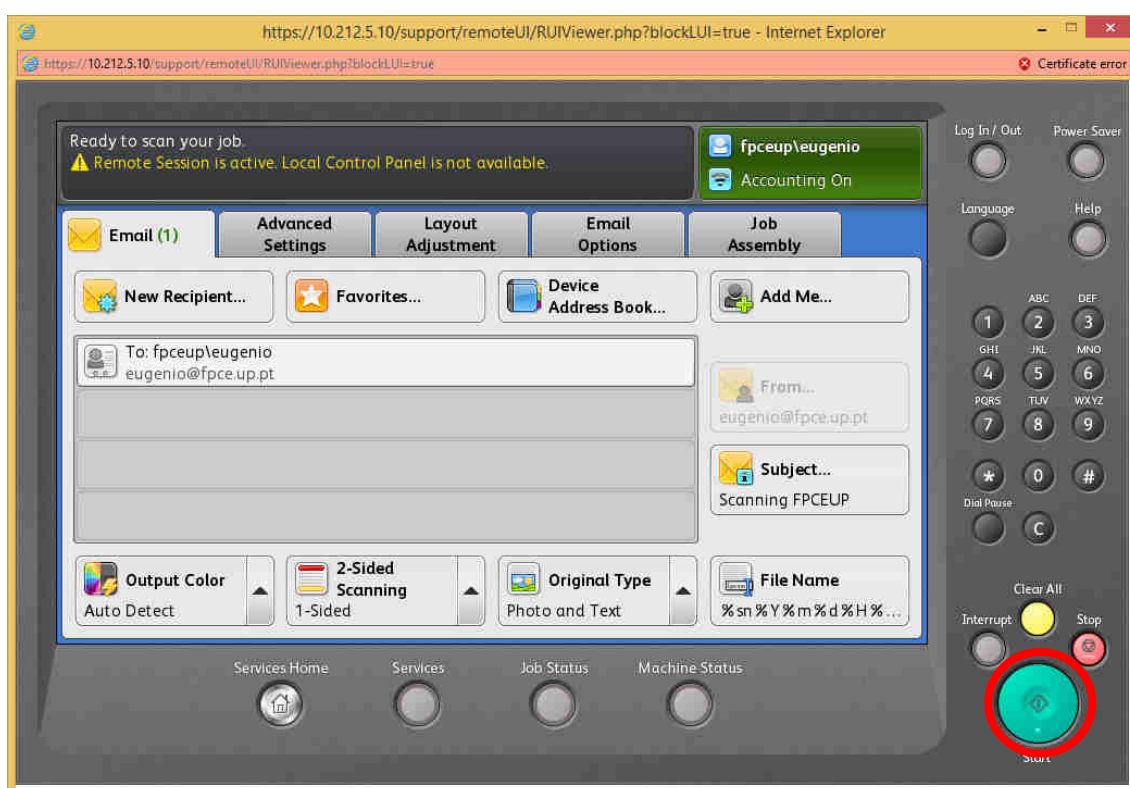 https://10.212.5.10/support/remoteUI/RUIViewer.php?blockLUI=true - Internet Explorer
https://10.212.5.10/support/remoteUI/RUIViewer.php?blockLUI=true
Certificate error
Ready to scan your job.
Remote Session is active. Local Control Panel is not available.
fpceup\eugenio
Accounting On
Log In / Out
Power Saver
Language
Help
Email (1)
Advanced
Settings
Layout
Adjustment
Email
Options
Job
Assembly
New Recipient...
Favorites...
Device
Address Book...
Add Me...
To: fpceup\eugenio
eugenio@fpce.up.pt
From...
eugenio@fpce.up.pt
Subject...
Scanning FPCEUP
Output Color
Auto Detect
2-Sided
Scanning
1-Sided
Original Type
Photo and Text
File Name
%sn%Y%m%d%H%...
ABC DEF
1 2 3
GHI JKL MNO
4 5 6
PQRS TUV WXYZ
7 8 9
* 0 #
Dial Pause
C
Clear All
Interrupt
Stop
Start
Services Home
Services
Job Status
Machine Status